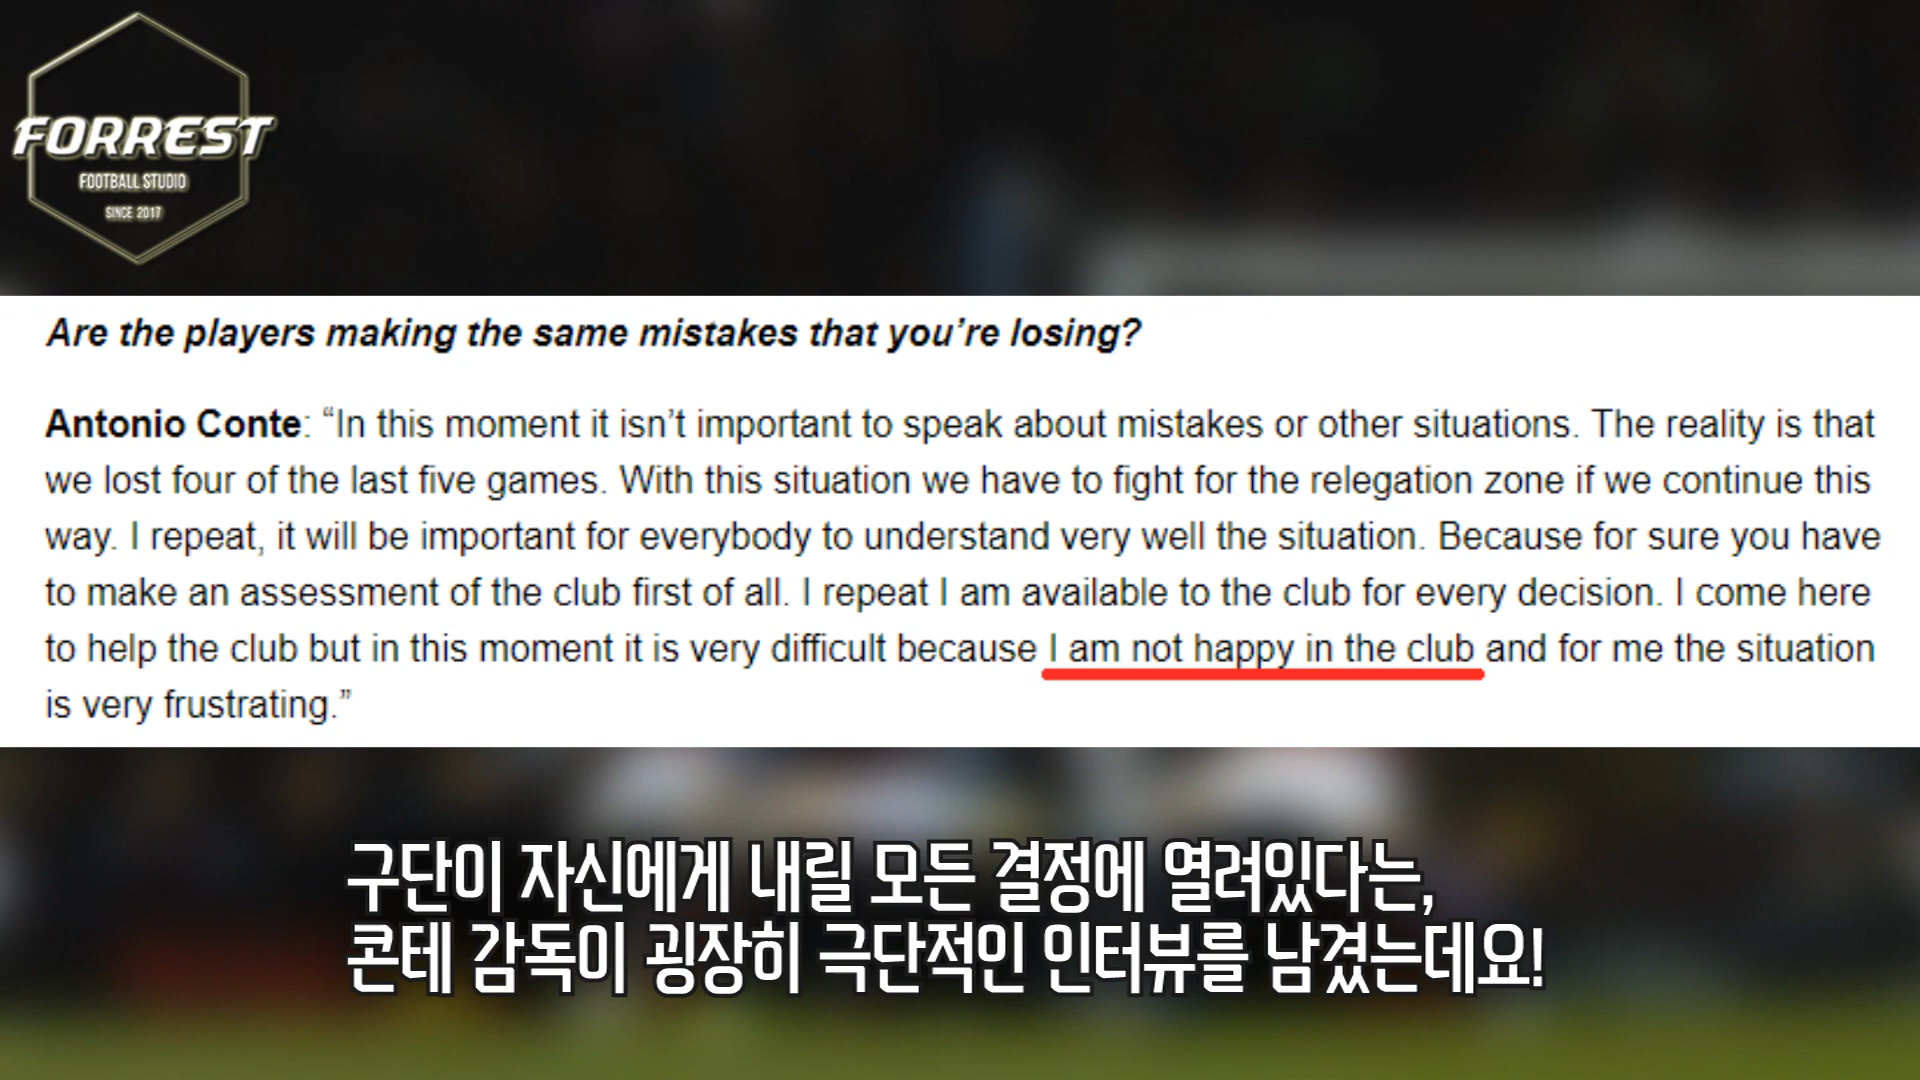 FORREST
FOOTBALL STUDIO
SINCE 2017
Are the players making the same mistakes that you’re losing?
Antonio Conte: “In this moment it isn’t important to speak about mistakes or other situations. The reality is that
we lost four of the last five games. With this situation we have to fight for the relegation zone if we continue this
way. I repeat, it will be important for everybody to understand very well the situation. Because for sure you have
to make an assessment of the club first of all. I repeat I am available to the club for every decision. I come here
to help the club but in this moment it is very difficult because I am not happy in the club and for me the situation
is very frustrating.”
구단이 자신에게 내릴 모든 결정에 열려있다는,
콘테 감독이 굉장히 극단적인 인터뷰를 남겼는데요!